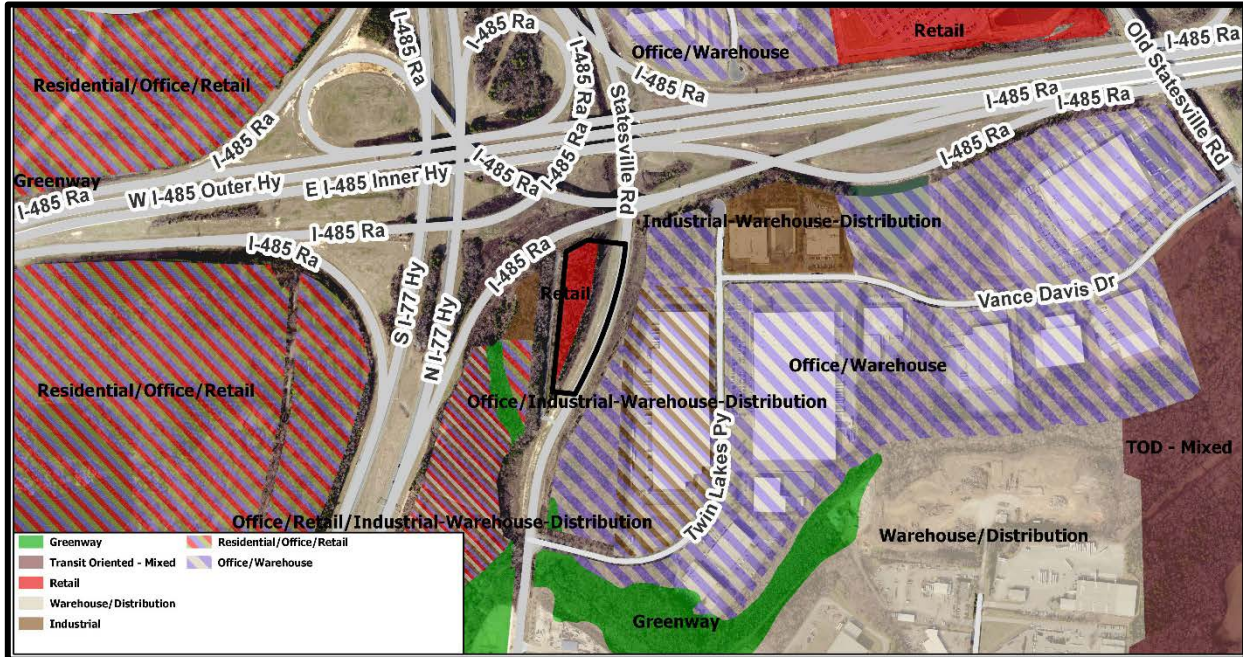 I-485 Ra
I-485 Ra
I-485 Ra
Statesville Rd
Office/Warehouse
Retail
Old Statesville Rd
I-485 Ra
Residential/Office/Retail
I-485 Ra
I-485 Ra
I-485 Ra
I-485 Ra
I-485 Ra
I-485 Ra
I-485 Ra
Greenway
I-485 Ra
W I-485 Outer Hy
E I-485 Inner Hy
I-485 Ra
I-485 Ra
I-485 Ra
I-485 Ra
Industrial-Warehouse-Distribution
S I-77 Hy
N I-77 Hy
Retail
Vance Davis Dr
Residential/Office/Retail
Office/Warehouse
Office/Industrial-Warehouse-Distribution
Twin Lakes Py
TOD - Mixed
Office/Retail/Industrial-Warehouse-Distribution
Warehouse/Distribution
Greenway
Greenway
Residential/Office/Retail
Transit Oriented - Mixed
Office/Warehouse
Retail
Warehouse/Distribution
Industrial